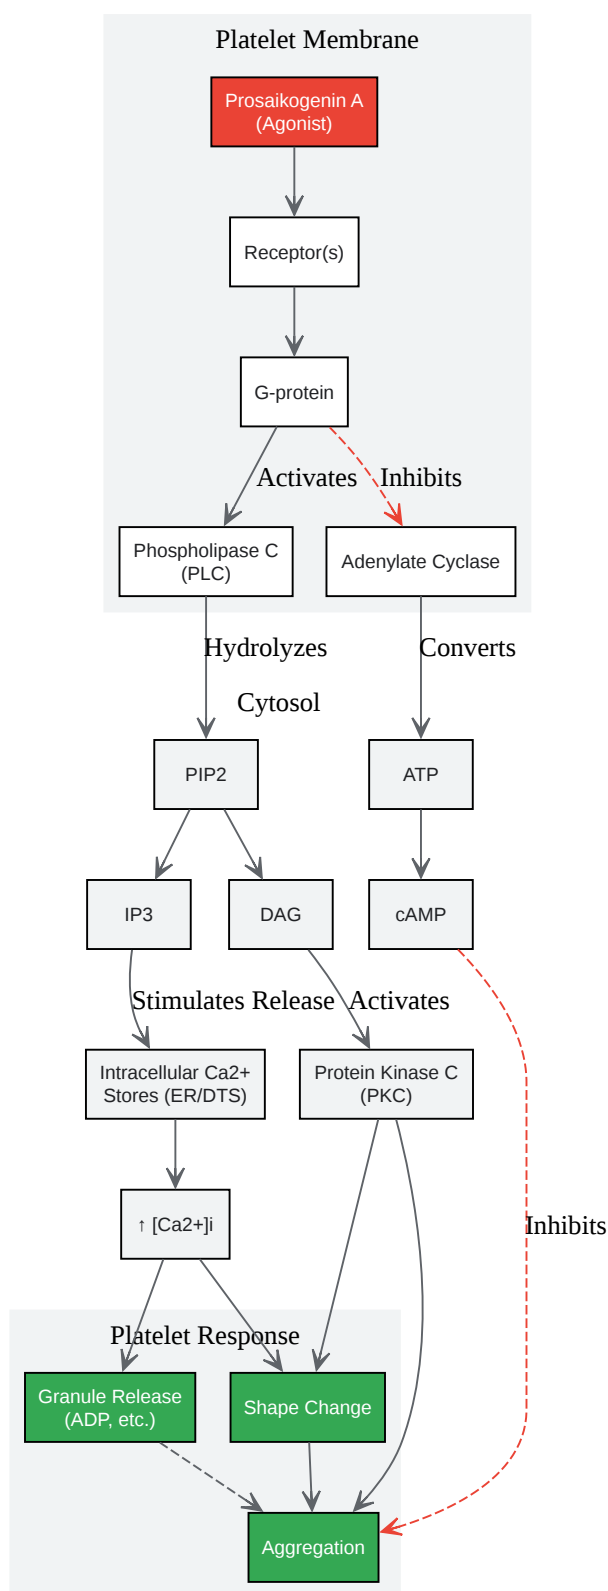 Platelet Membrane
Prosaikogenin A
(Agonist)
Receptor(s)
G-protein
Activates
Inhibits
Phospholipase C
(PLC)
Adenylate Cyclase
Hydrolyzes
Converts
Cytosol
PIP2
ATP
IP3
DAG
cAMP
Stimulates Release
Activates
Intracellular Ca2+
Stores (ER/DTS)
Protein Kinase C
(PKC)
↑ [Ca2+]i
Inhibits
Platelet Response
Granule Release
(ADP, etc.)
Shape Change
Aggregation